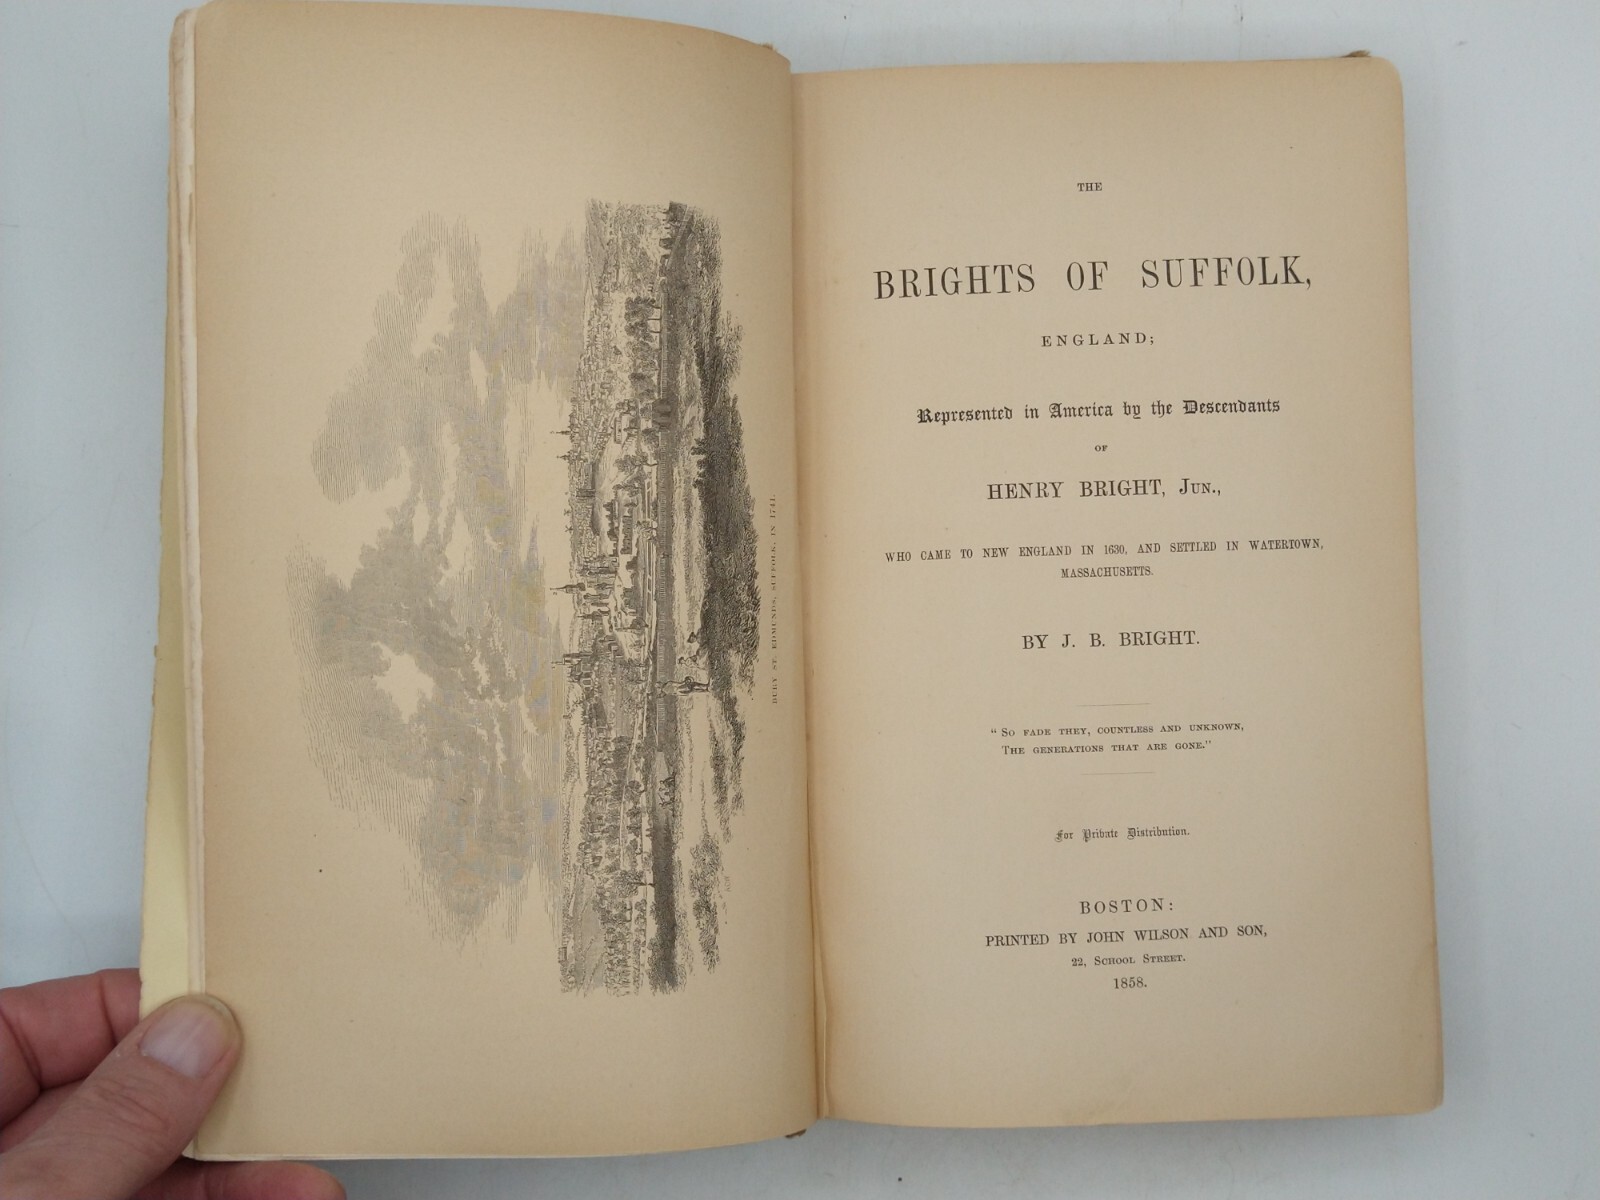 BURY ST. EDMUNDS, SUFFOLK, IN 1741.
THE
BRIGHTS OF SUFFOLK,
ENGLAND;
Represented in America by the Descendants
OF
HENRY BRIGHT, JUN.,
WHO CAME TO NEW ENGLAND IN 1630, AND SETTLED IN WATERTOWN,
MASSACHUSETTS.
BY J. B. BRIGHT.
"SO FADE THEY, COUNTLESS AND UNKNOWN,
THE GENERATIONS THAT ARE GONE."
For Private Distribution.
BOSTON:
PRINTED BY JOHN WILSON AND SON,
22, SCHOOL STREET.
1858.